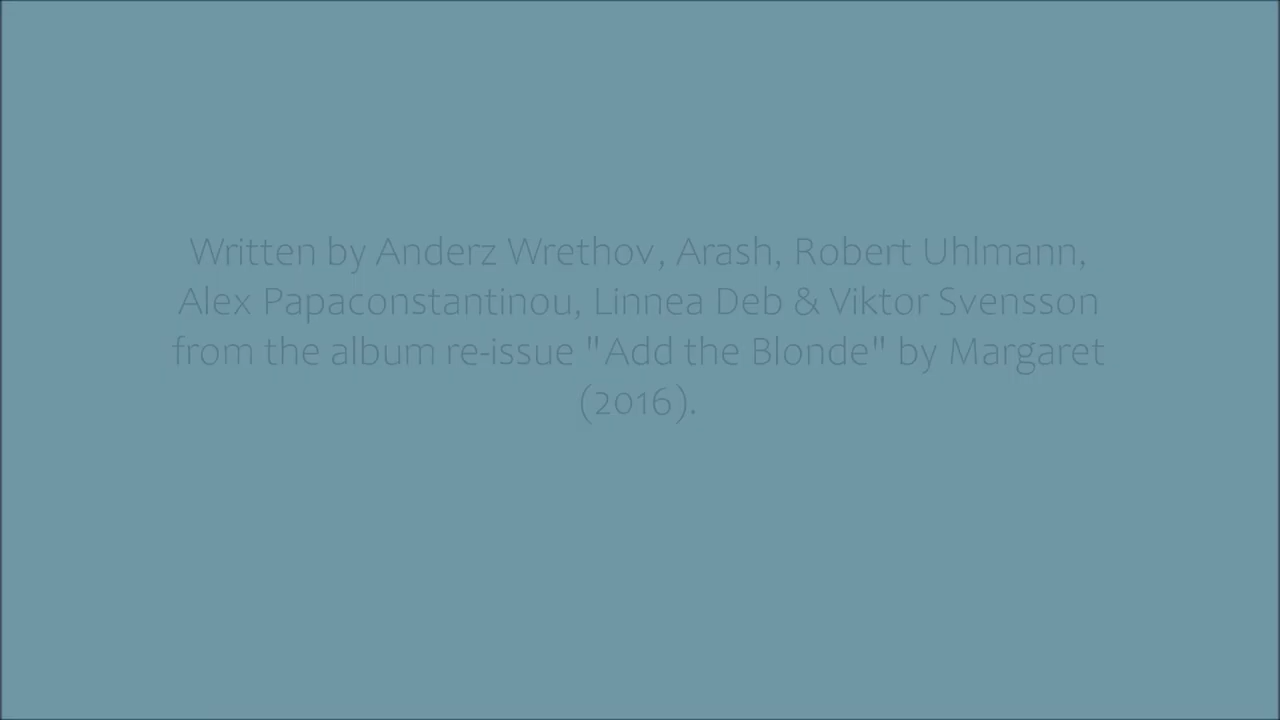 Written by Anderz Wrethov, Arash, Robert Uhlmann,
Alex Papaconstantinou, Linnea Deb & Viktor Svensson
from the album re-issue "Add the Blonde" by Margaret
(2016).